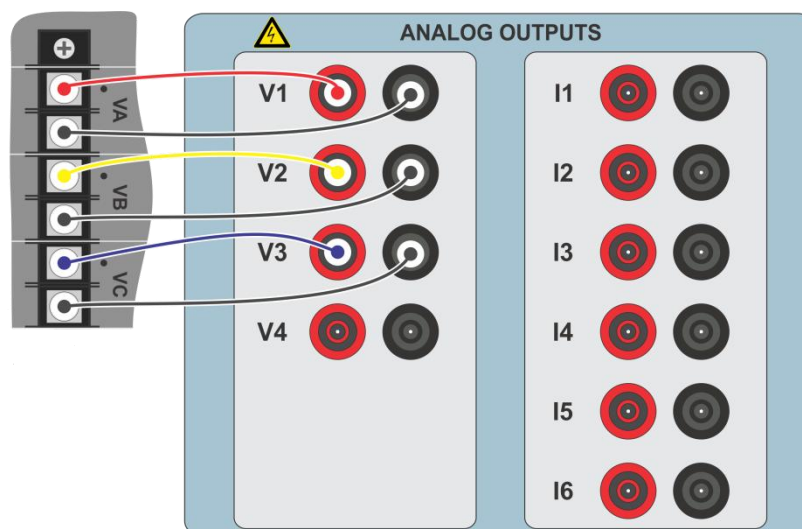 ANALOG OUTPUTS
VA
VB
VC
V1
V2
V3
V4
I1
I2
I3
I4
I5
I6